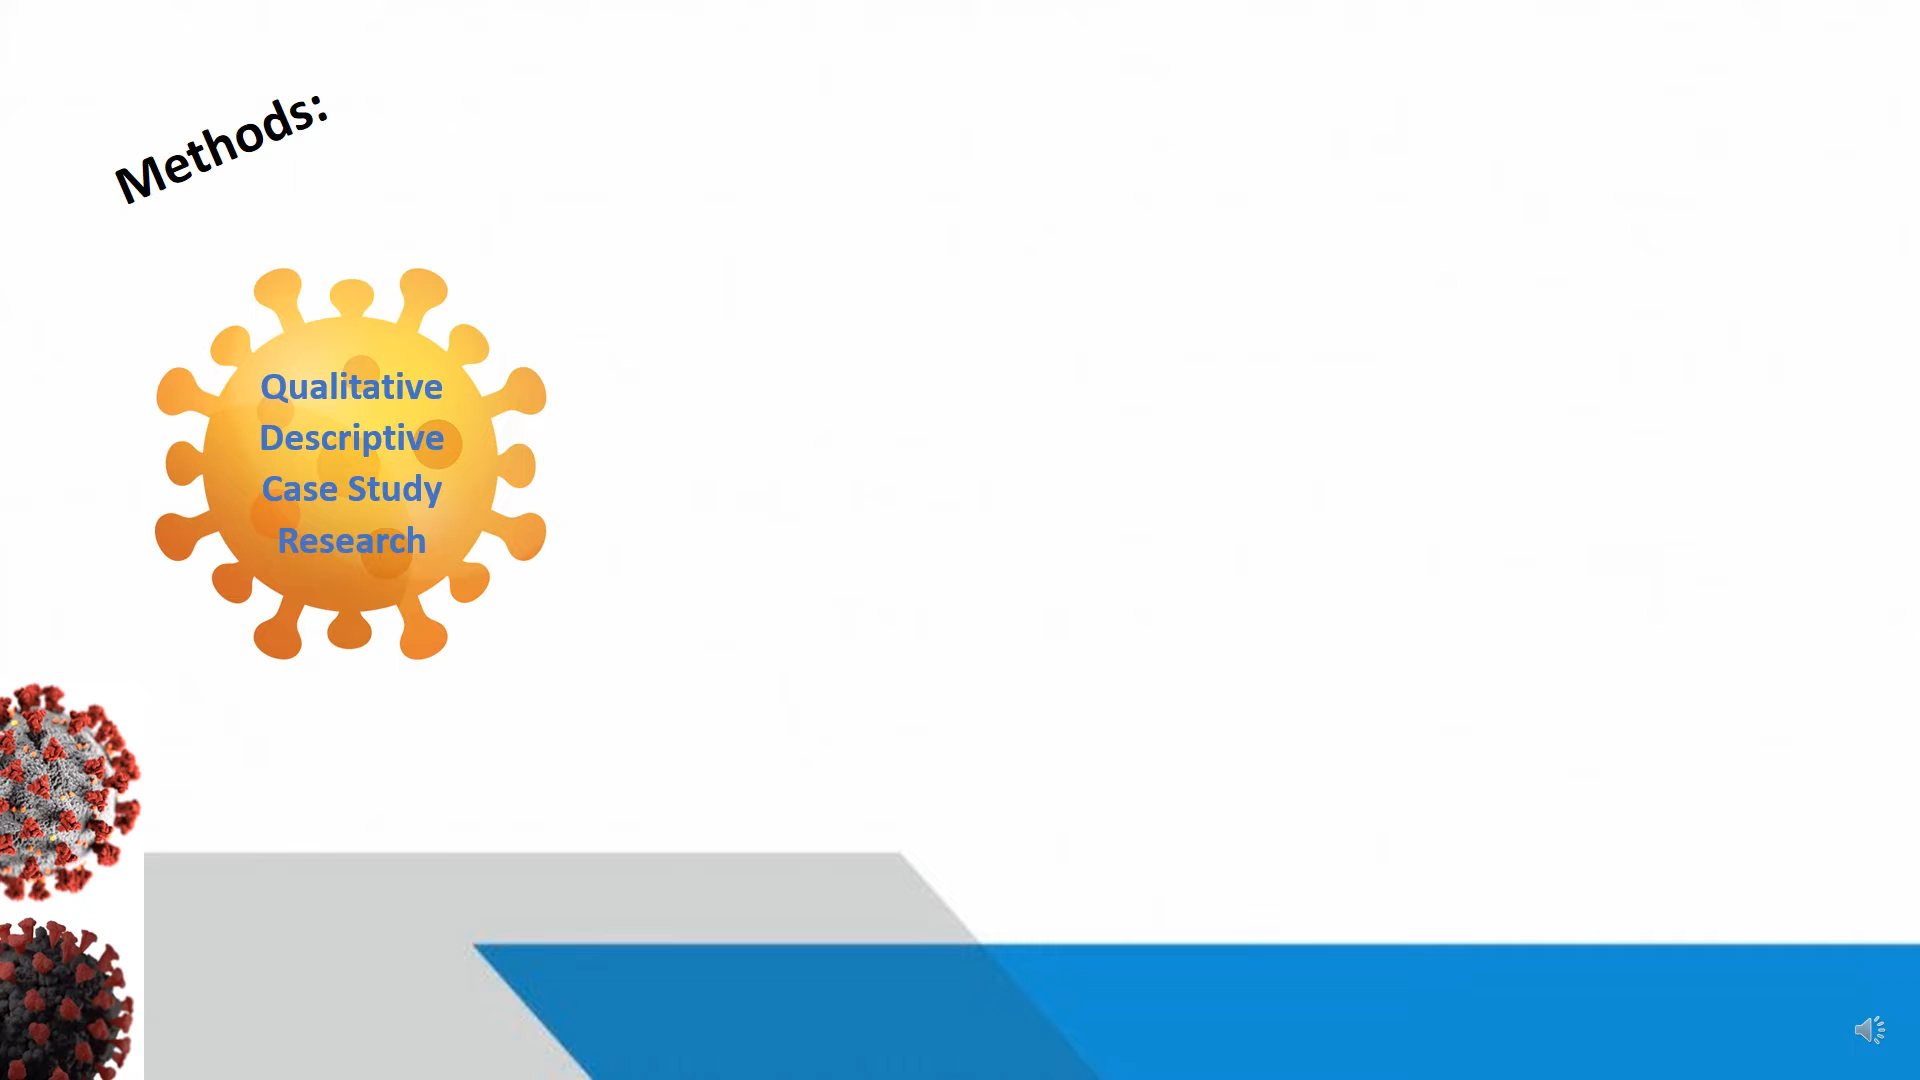 Methods:
Qualitative
Descriptive
Case Study
Research